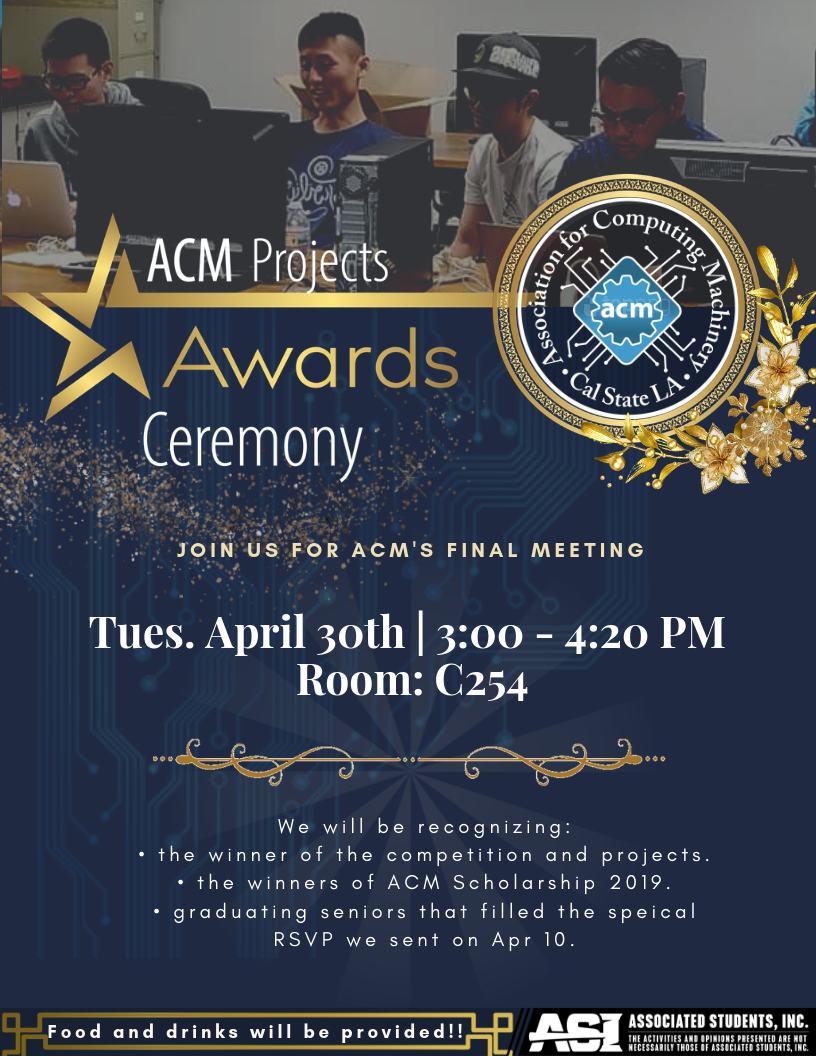 ACM Projects
Awards
Ceremony
Association for Computing Machinery
acm
• Cal State LA •
JOIN US FOR ACM'S FINAL MEETING
Tues. April 30th | 3:00 - 4:20 PM
Room: C254
We will be recognizing:
• the winner of the competition and projects.
• the winners of ACM Scholarship 2019.
• graduating seniors that filled the speical
RSVP we sent on Apr 10.
Food and drinks will be provided!!
ASI
ASSOCIATED STUDENTS, INC.
THE ACTIVITIES AND OPINIONS PRESENTED ARE NOT
NECESSARILY THOSE OF ASSOCIATED STUDENTS, INC.